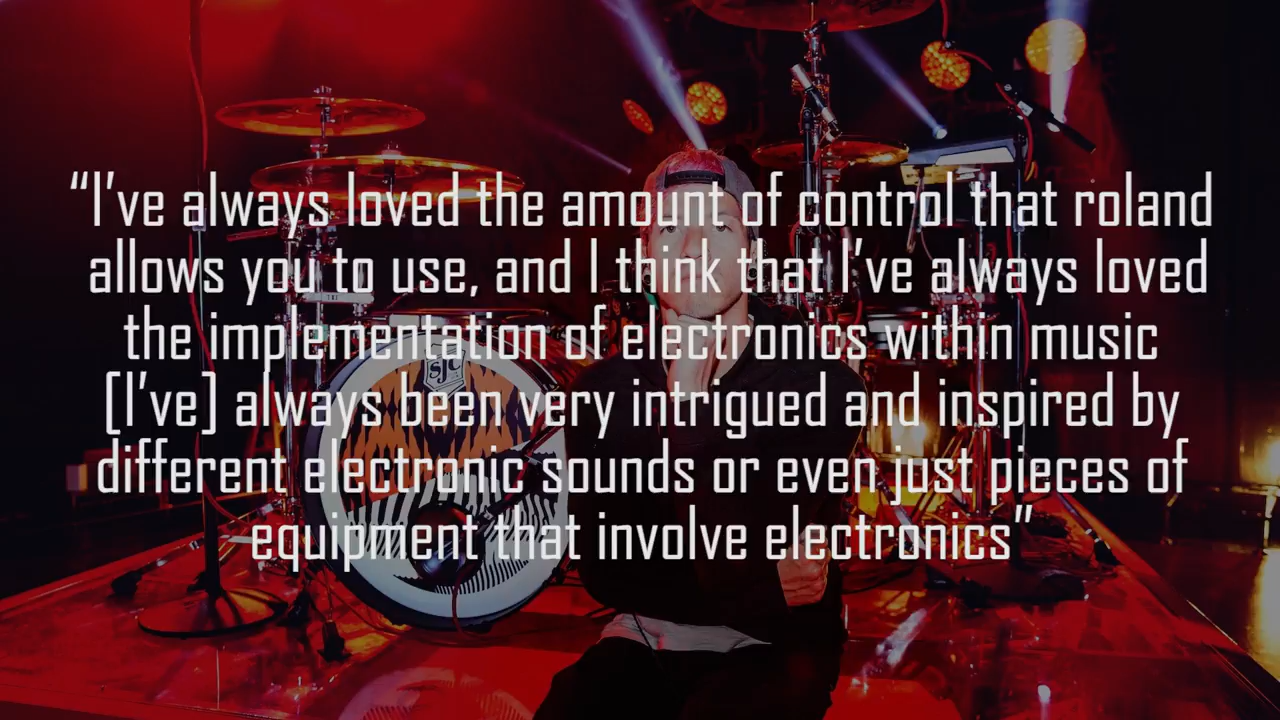 “I’ve always loved the amount of control that roland
allows you to use, and I think that I’ve always loved
the implementation of electronics within music
[I’ve] always been very intrigued and inspired by
different electronic sounds or even just pieces of
equipment that involve electronics”
SJC